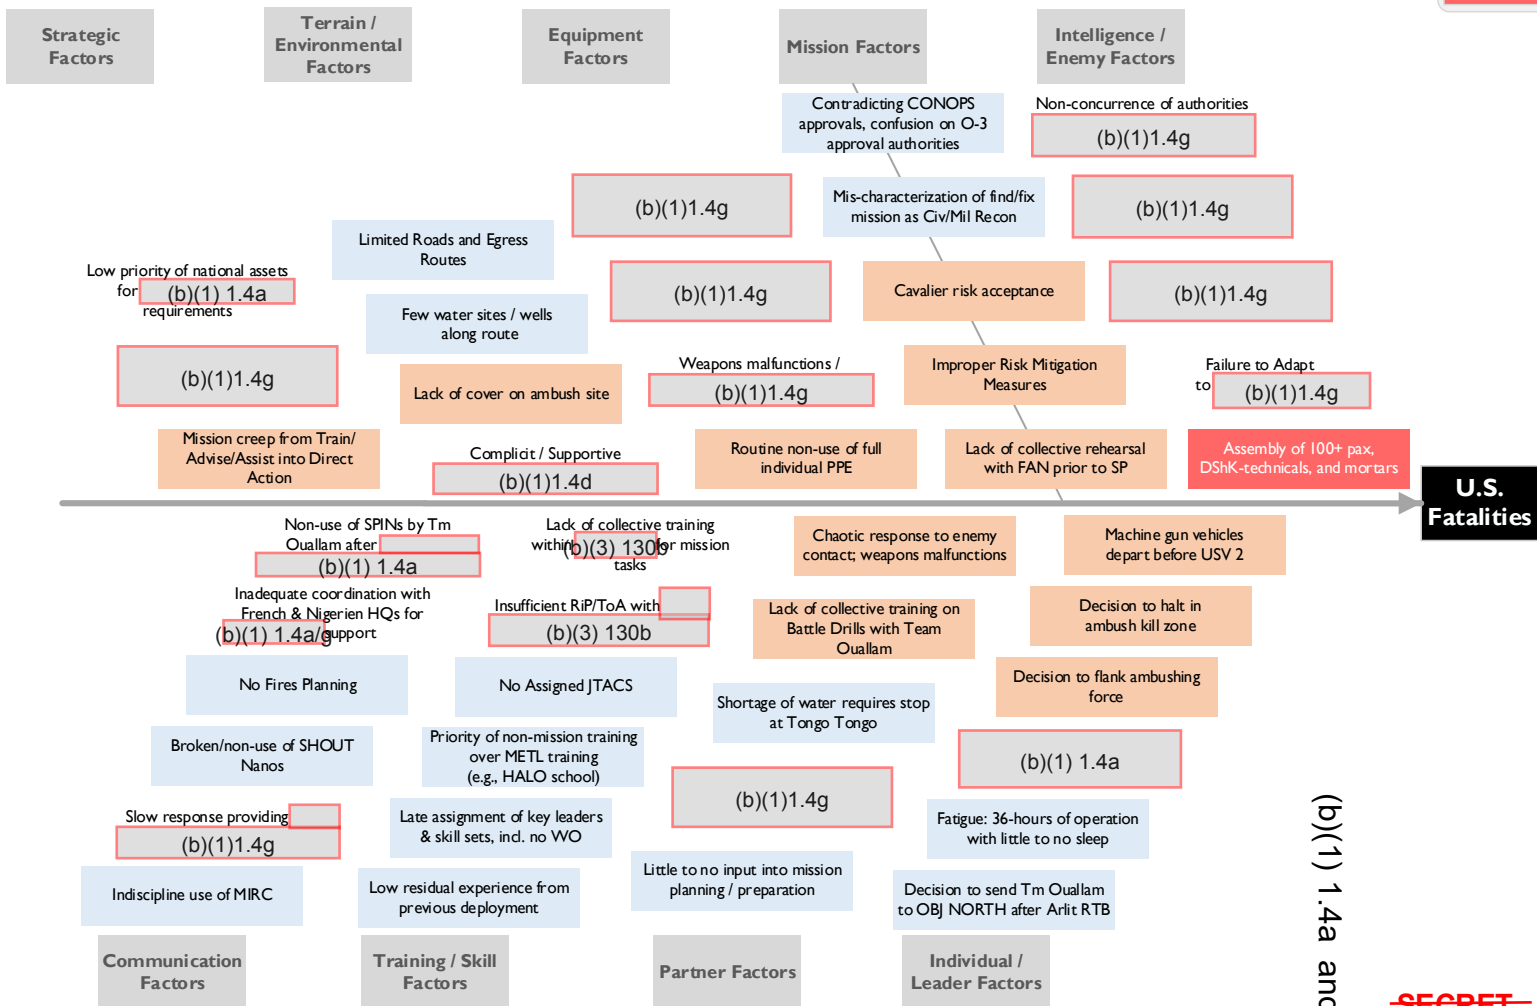 Strategic
Factors
Terrain /
Environmental
Factors
Equipment
Factors
Mission Factors
Intelligence /
Enemy Factors
Contradicting CONOPS
approvals, confusion on O-3
approval authorities
Non-concurrence of authorities
(b)(1)1.4g
(b)(1)1.4g
Mis-characterization of find/fix
mission as Civ/Mil Recon
(b)(1)1.4g
Limited Roads and Egress
Routes
Low priority of national assets
for (b)(1) 1.4a
requirements
(b)(1)1.4g
Cavalier risk acceptance
(b)(1)1.4g
Few water sites / wells
along route
(b)(1)1.4g
Lack of cover on ambush site
Weapons malfunctions /
(b)(1)1.4g
Improper Risk Mitigation
Measures
Failure to Adapt
to (b)(1)1.4g
Mission creep from Train/
Advise/Assist into Direct
Action
Complicit / Supportive
(b)(1)1.4d
Routine non-use of full
individual PPE
Lack of collective rehearsal
with FAN prior to SP
Assembly of 100+ pax,
DShK-technicals, and mortars
U.S.
Fatalities
Non-use of SPINs by Tm
Ouallam after
(b)(1) 1.4a
Lack of collective training
within (b)(3) 130b for mission
tasks
Chaotic response to enemy
contact; weapons malfunctions
Machine gun vehicles
depart before USV 2
Inadequate coordination with
French & Nigerien HQs for
(b)(1) 1.4a/g support
Insufficient RiP/ToA with
(b)(3) 130b
Lack of collective training on
Battle Drills with Team
Ouallam
Decision to halt in
ambush kill zone
No Fires Planning
No Assigned JTACS
Shortage of water requires stop
at Tongo Tongo
Decision to flank ambushing
force
Broken/non-use of SHOUT
Nanos
Priority of non-mission training
over METL training
(e.g., HALO school)
(b)(1)1.4g
(b)(1) 1.4a
Slow response providing
(b)(1)1.4g
Late assignment of key leaders
& skill sets, incl. no WO
Fatigue: 36-hours of operation
with little to no sleep
Indiscipline use of MIRC
Low residual experience from
previous deployment
Little to no input into mission
planning / preparation
Decision to send Tm Ouallam
to OBJ NORTH after Arlit RTB
Communication
Factors
Training / Skill
Factors
Partner Factors
Individual /
Leader Factors
(b)(1) 1.4a and
SECRET